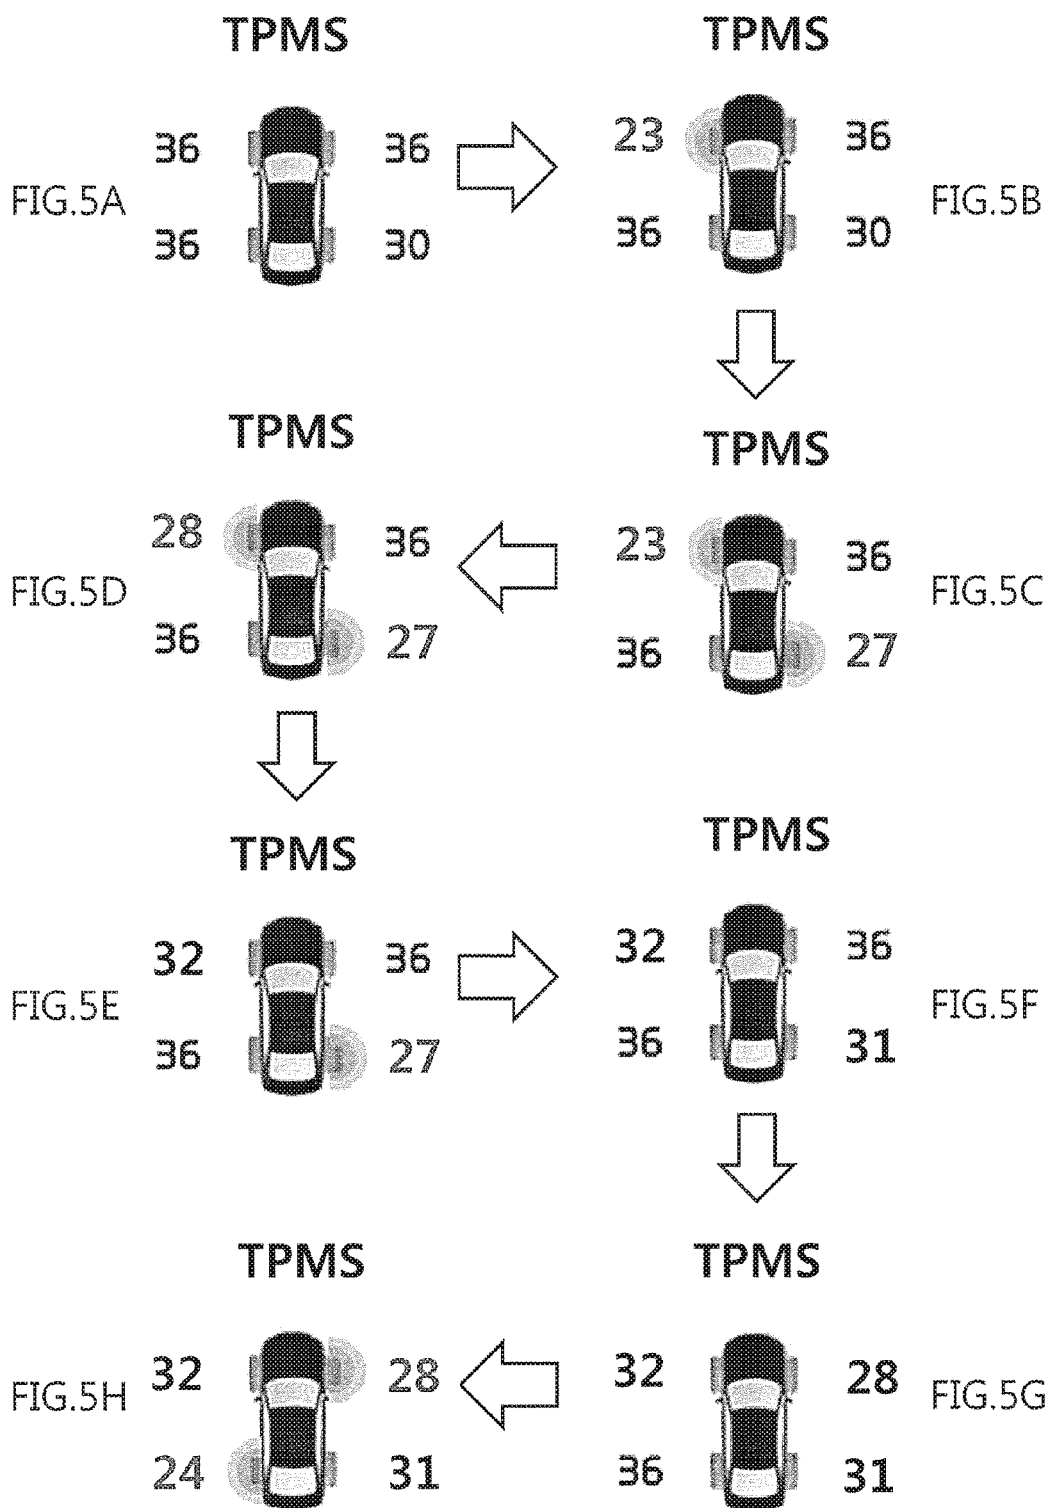 TPMS
TPMS
36 36
FIG.5A
36 30
23 36
FIG.5B
36 30
TPMS
TPMS
28 36
FIG.5D
36 27
23 36
FIG.5C
36 27
TPMS
TPMS
32 36
FIG.5E
36 27
32 36
FIG.5F
36 31
TPMS
TPMS
32 28
FIG.5H
24 31
32 28
FIG.5G
36 31